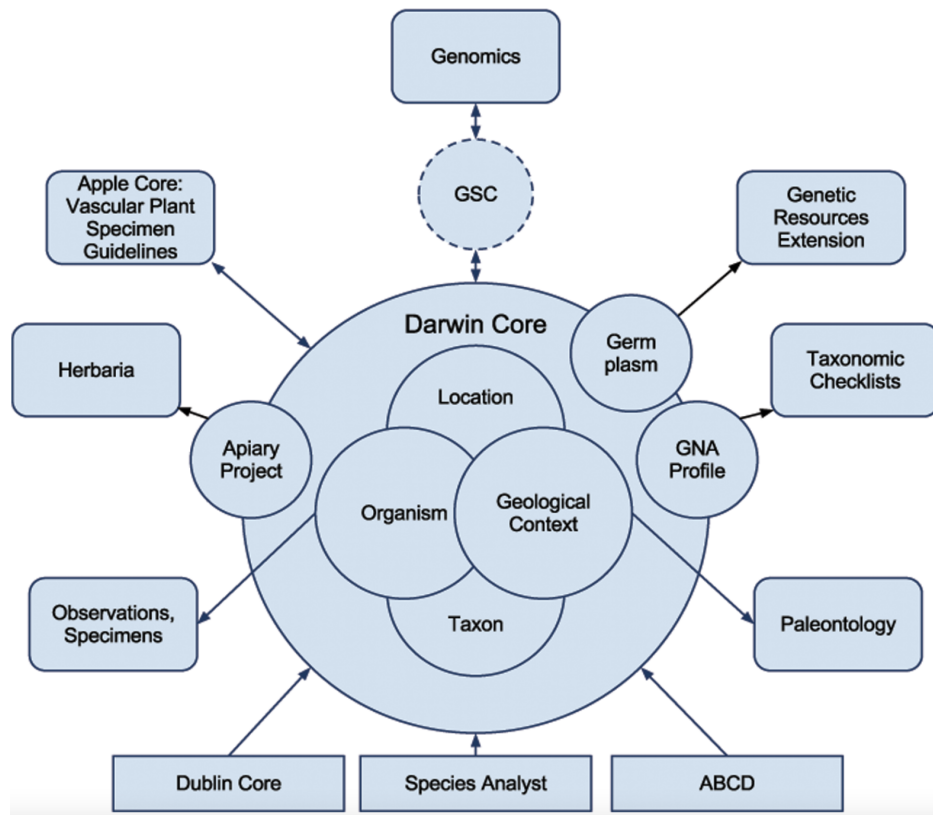 Genomics
GSC
Apple Core:
Vascular Plant
Specimen
Guidelines
Genetic
Resources
Extension
Darwin Core
Germ
plasm
Herbaria
Location
Taxonomic
Checklists
Apiary
Project
GNA
Profile
Organism
Geological
Context
Observations,
Specimens
Taxon
Paleontology
Dublin Core
Species Analyst
ABCD